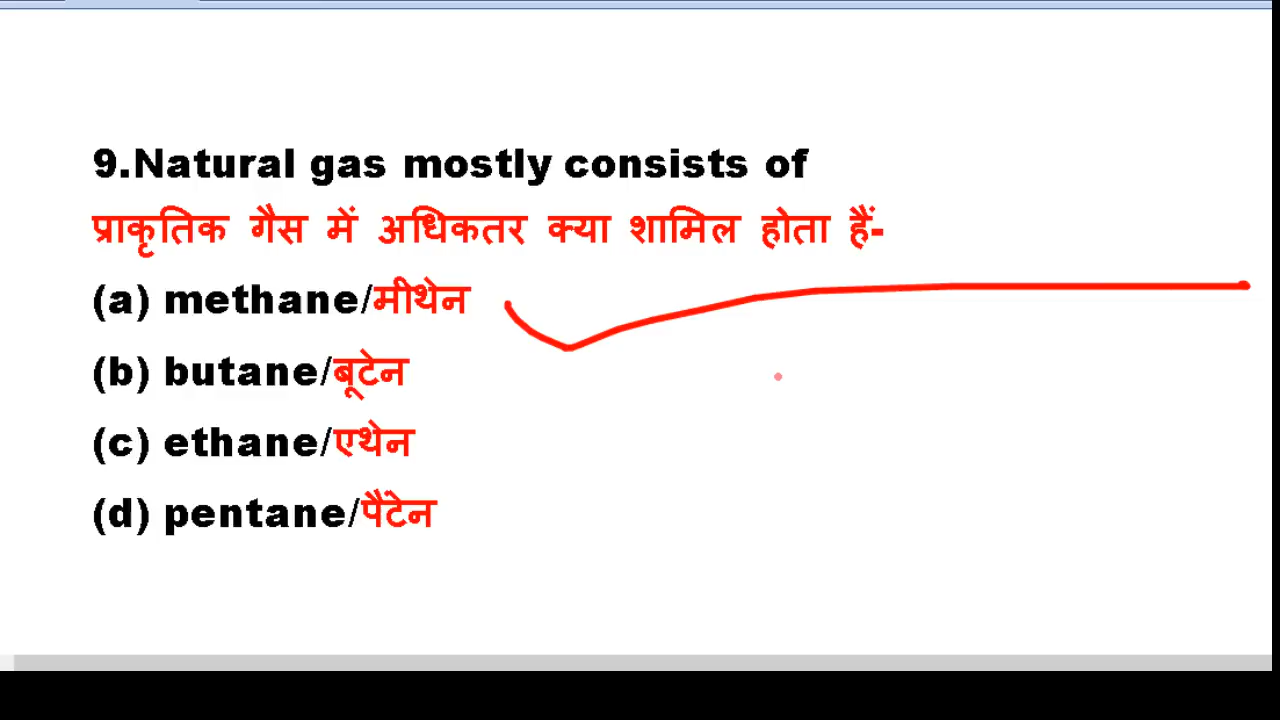 9.Natural gas mostly consists of
प्राकृतिक गैस में अधिकतर क्या शामिल होता हैं-
(a) methane/मीथेन
(b) butane/बूटेन
(c) ethane/एथेन
(d) pentane/पैंटेन